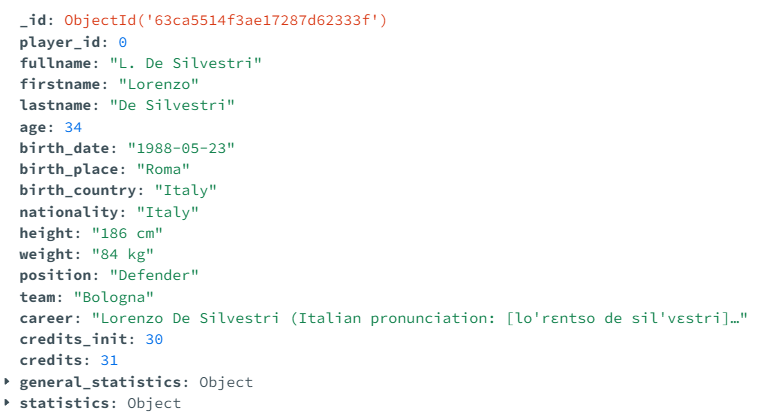 _id: ObjectId('63ca5514f3ae17287d62333f')
player_id: 0
fullname: "L. De Silvestri"
firstname: "Lorenzo"
lastname: "De Silvestri"
age: 34
birth_date: "1988-05-23"
birth_place: "Roma"
birth_country: "Italy"
nationality: "Italy"
height: "186 cm"
weight: "84 kg"
position: "Defender"
team: "Bologna"
career: "Lorenzo De Silvestri (Italian pronunciation: [loˈrɛntso de silˈvɛstri]…"
credits_init: 30
credits: 31
general_statistics: Object
statistics: Object